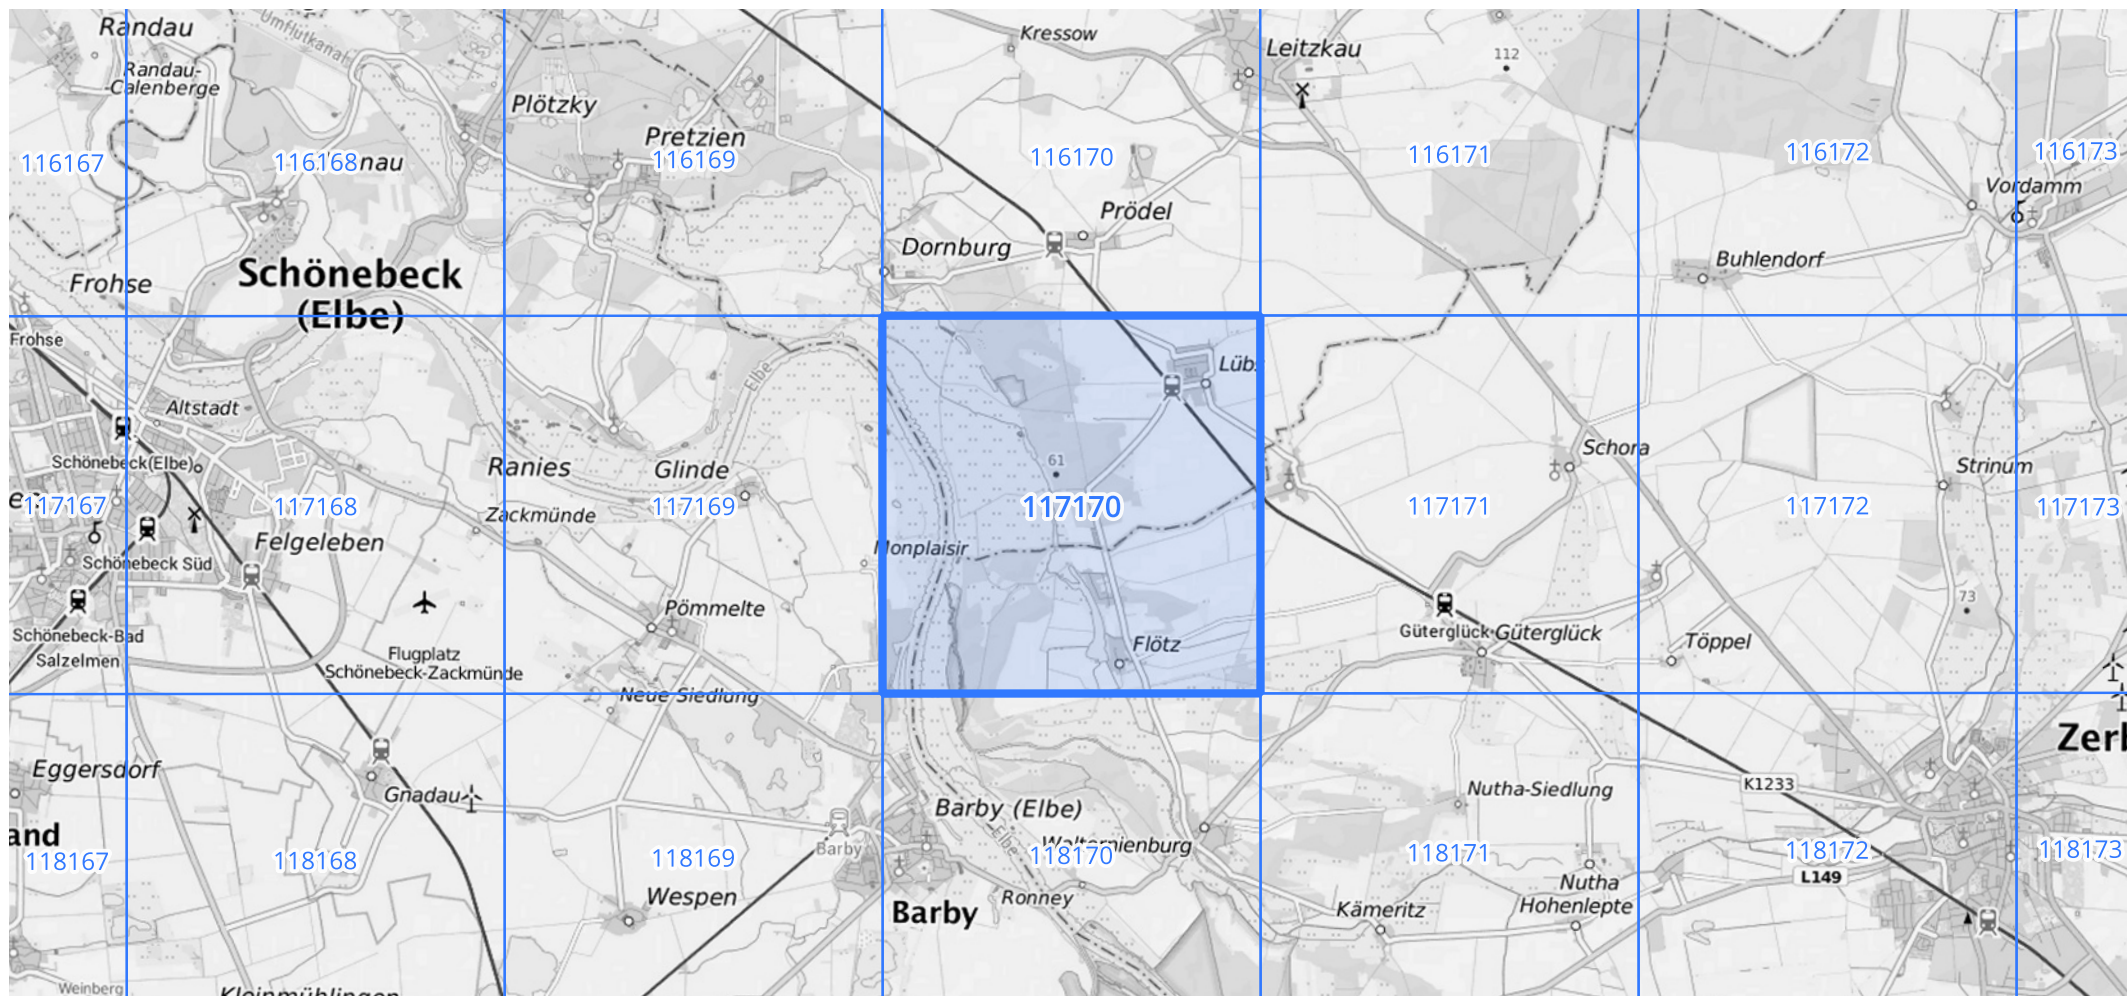 Randau
Umflutkanal
Kressow
Leitzkau
112
Randau-
-Calenberge
Plötzky
Pretzien
116167
116168
nau
116169
116170
116171
116172
116173
Vordamm
Prödel
Dornburg
Buhlendorf
Schönebeck
(Elbe)
Frohse
Frohse
Elbe
Lübs
Altstadt
Schönebeck(Elbe)
Ranies
Glinde
61
Schora
Strinum
117167
117168
117169
117170
117171
117172
117173
Zackmünde
Felgeleben
Monplaisir
Schönebeck Süd
Pömmelte
73
Schönebeck-Bad
Salzelmen
Flugplatz
Schönebeck-Zackmünde
Flötz
Güterglück
Güterglück
Töppel
Neue Siedlung
Zerl
Eggersdorf
Gnadau
K1233
Nutha-Siedlung
Barby (Elbe)
Elbe
Walternienburg
and
Barby
118167
118168
118169
118170
118171
118172
118173
L149
Wespen
Ronney
Barby
Kämeritz
Nutha
Hohenlepte
Weinberg
Kleinmühlingen